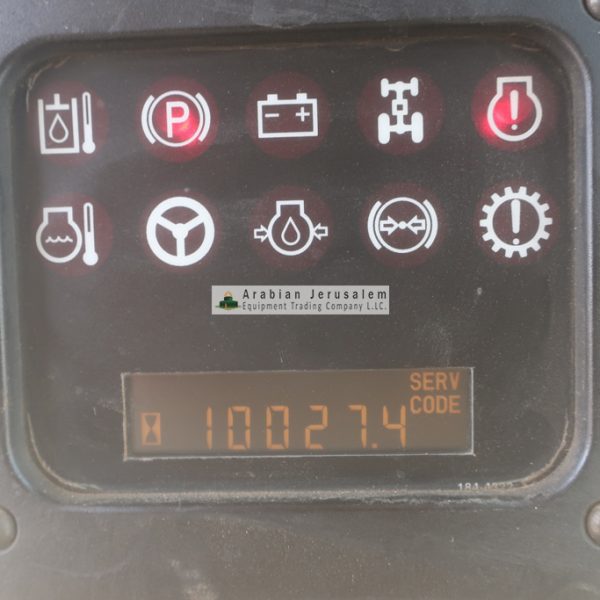 P
Arabian Jerusalem
Equipment Trading Company L.L.C.
SERV
CODE
10027.4